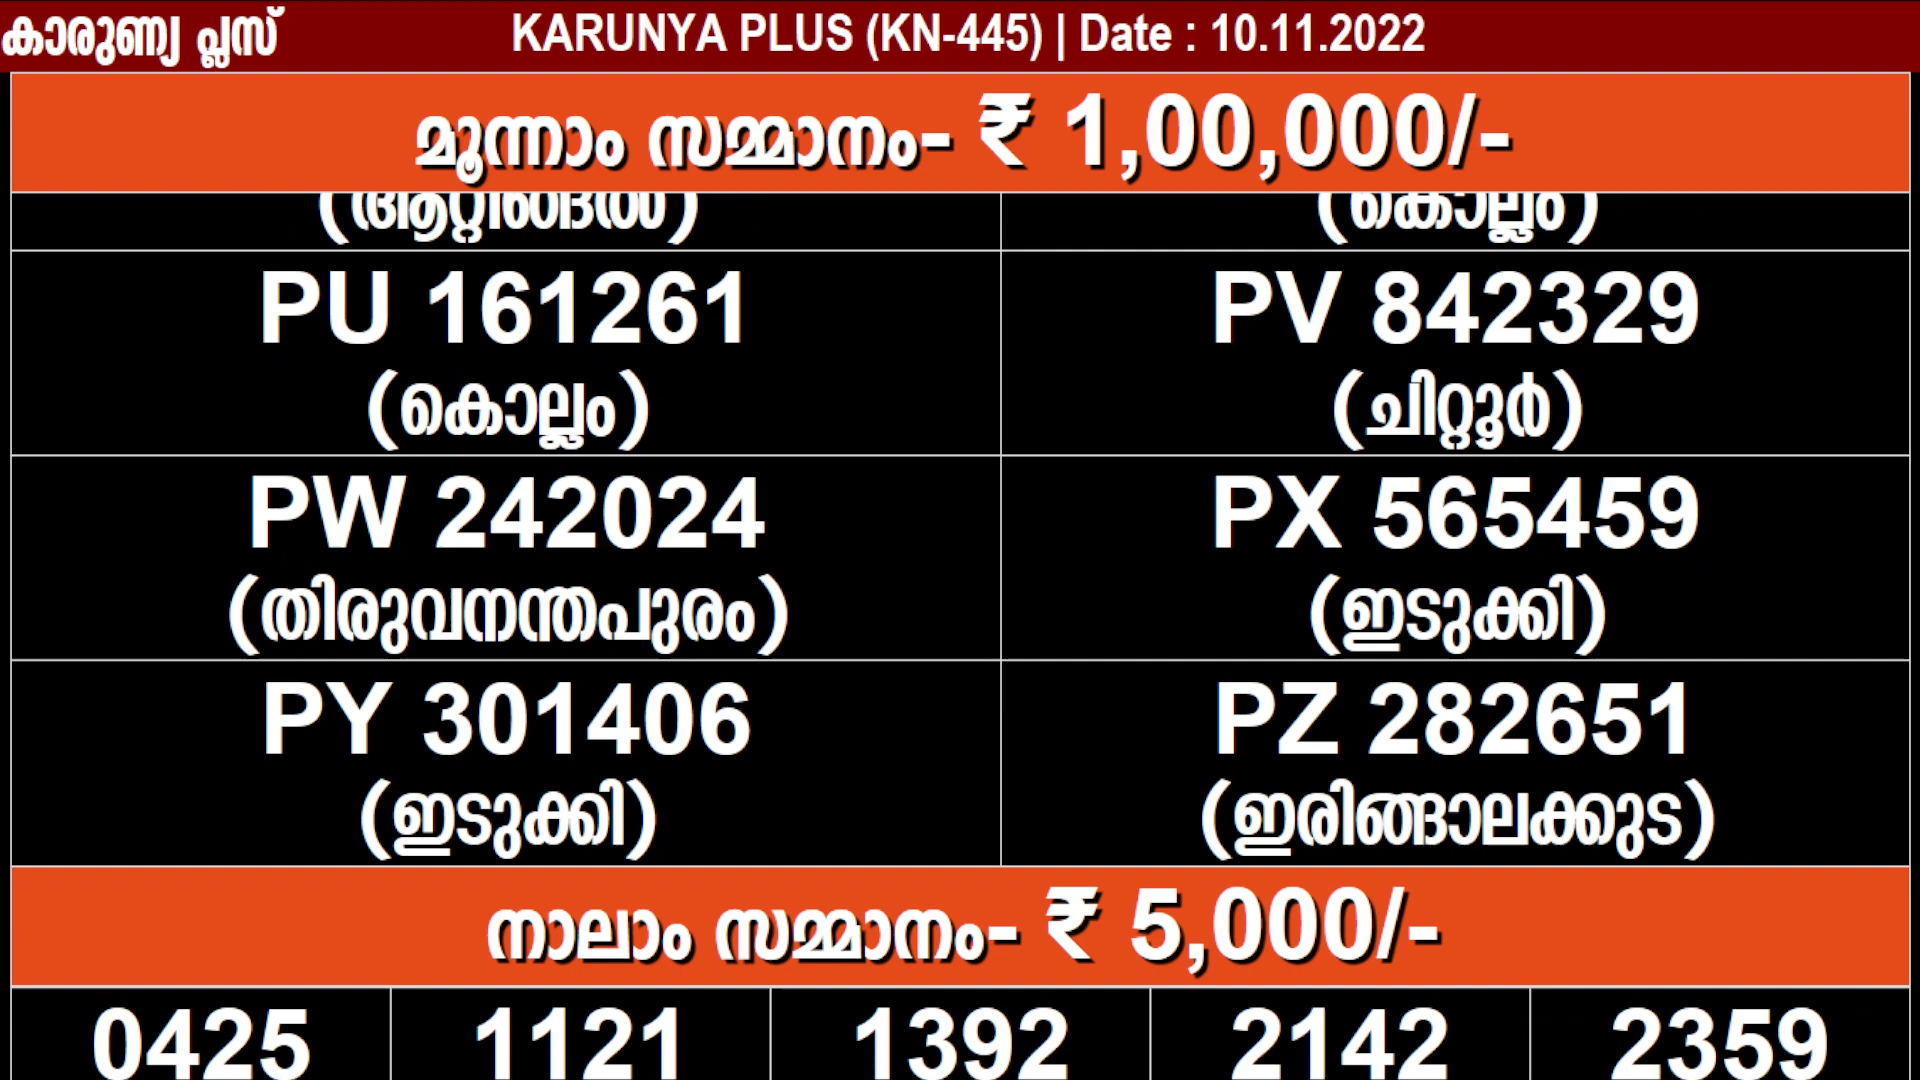 കാരുണ്യ പ്ലസ് KARUNYA PLUS (KN-445) | Date : 10.11.2022
മൂന്നാം സമ്മാനം- ₹ 1,00,000/-
(ആറ്റിങ്ങൽ) (കൊല്ലം)
PU 161261 PV 842329
(കൊല്ലം) (ചിറ്റൂർ)
PW 242024 PX 565459
(തിരുവനന്തപുരം) (ഇടുക്കി)
PY 301406 PZ 282651
(ഇടുക്കി) (ഇരിങ്ങാലക്കുട)
നാലാം സമ്മാനം- ₹ 5,000/-
0425 1121 1392 2142 2359